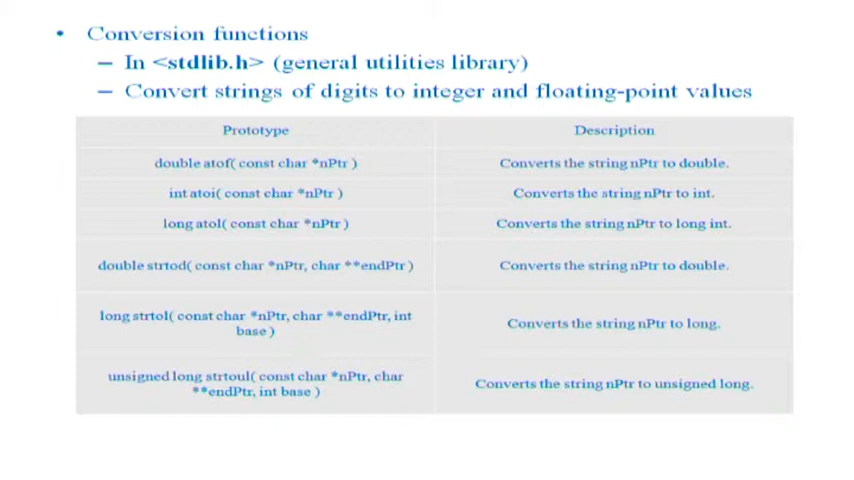 • Conversion functions
– In <stdlib.h> (general utilities library)
– Convert strings of digits to integer and floating-point values
Prototype Description
double atof( const char *nPtr ) Converts the string nPtr to double.
int atoi( const char *nPtr ) Converts the string nPtr to int.
long atol( const char *nPtr ) Converts the string nPtr to long int.
double strtod( const char *nPtr, char **endPtr ) Converts the string nPtr to double.
long strtol( const char *nPtr, char **endPtr, int
base )
Converts the string nPtr to long.
unsigned long strtoul( const char *nPtr, char
**endPtr, int base )
Converts the string nPtr to unsigned long.